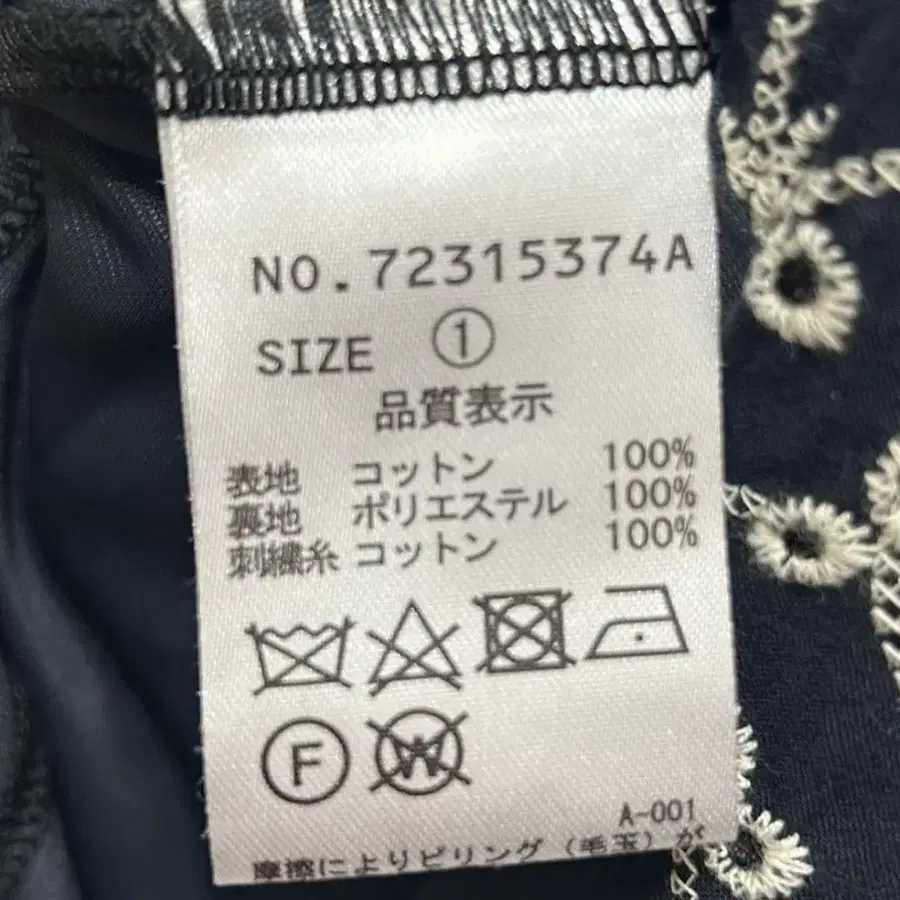 NO.72315374A
SIZE ①
品質表示
表地 コットン 100%
裏地 ポリエステル 100%
刺繍糸 コットン 100%
F W
A-001
摩擦によりピリング(毛玉)が